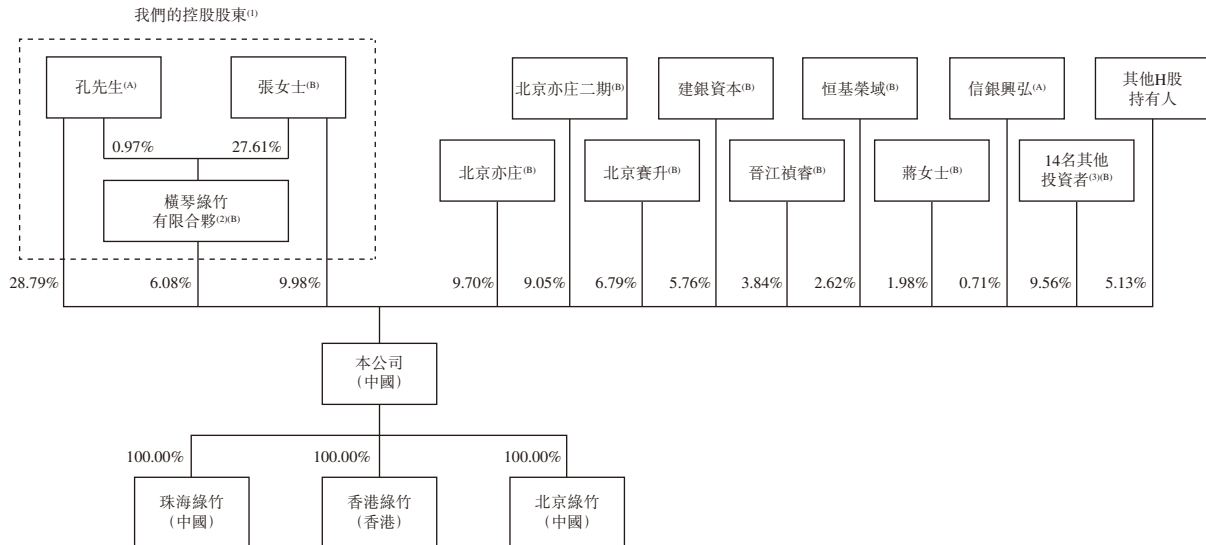 我們的控股股東(1)
孔先生(A)
張女士(B)
北京亦庄二期(B)
建銀資本(B)
恒基榮域(B)
信銀興弘(A)
其他H股
持有人
0.97%
27.61%
橫琴綠竹
有限合夥(2)(B)
北京亦庄(B)
北京賽升(B)
晉江禎睿(B)
蔣女士(B)
14名其他
投資者(3)(B)
28.79%
6.08%
9.98%
9.70%
9.05%
6.79%
5.76%
3.84%
2.62%
1.98%
0.71%
9.56%
5.13%
本公司
（中國）
100.00%
100.00%
100.00%
珠海綠竹
（中國）
香港綠竹
（香港）
北京綠竹
（中國）